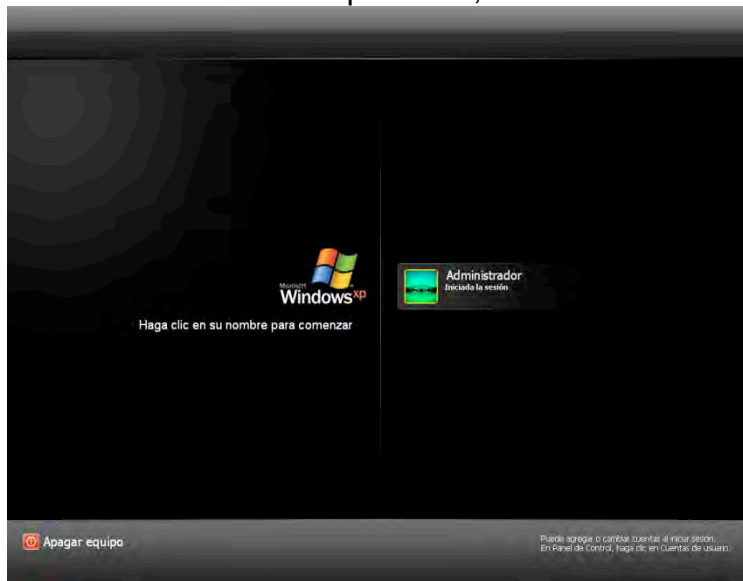 Microsoft
Windows xp
Haga clic en su nombre para comenzar
Administrador
Iniciada la sesión
Apagar equipo
Puede agregar o cambiar cuentas al iniciar sesión.
En Panel de Control, haga clic en Cuentas de usuario.